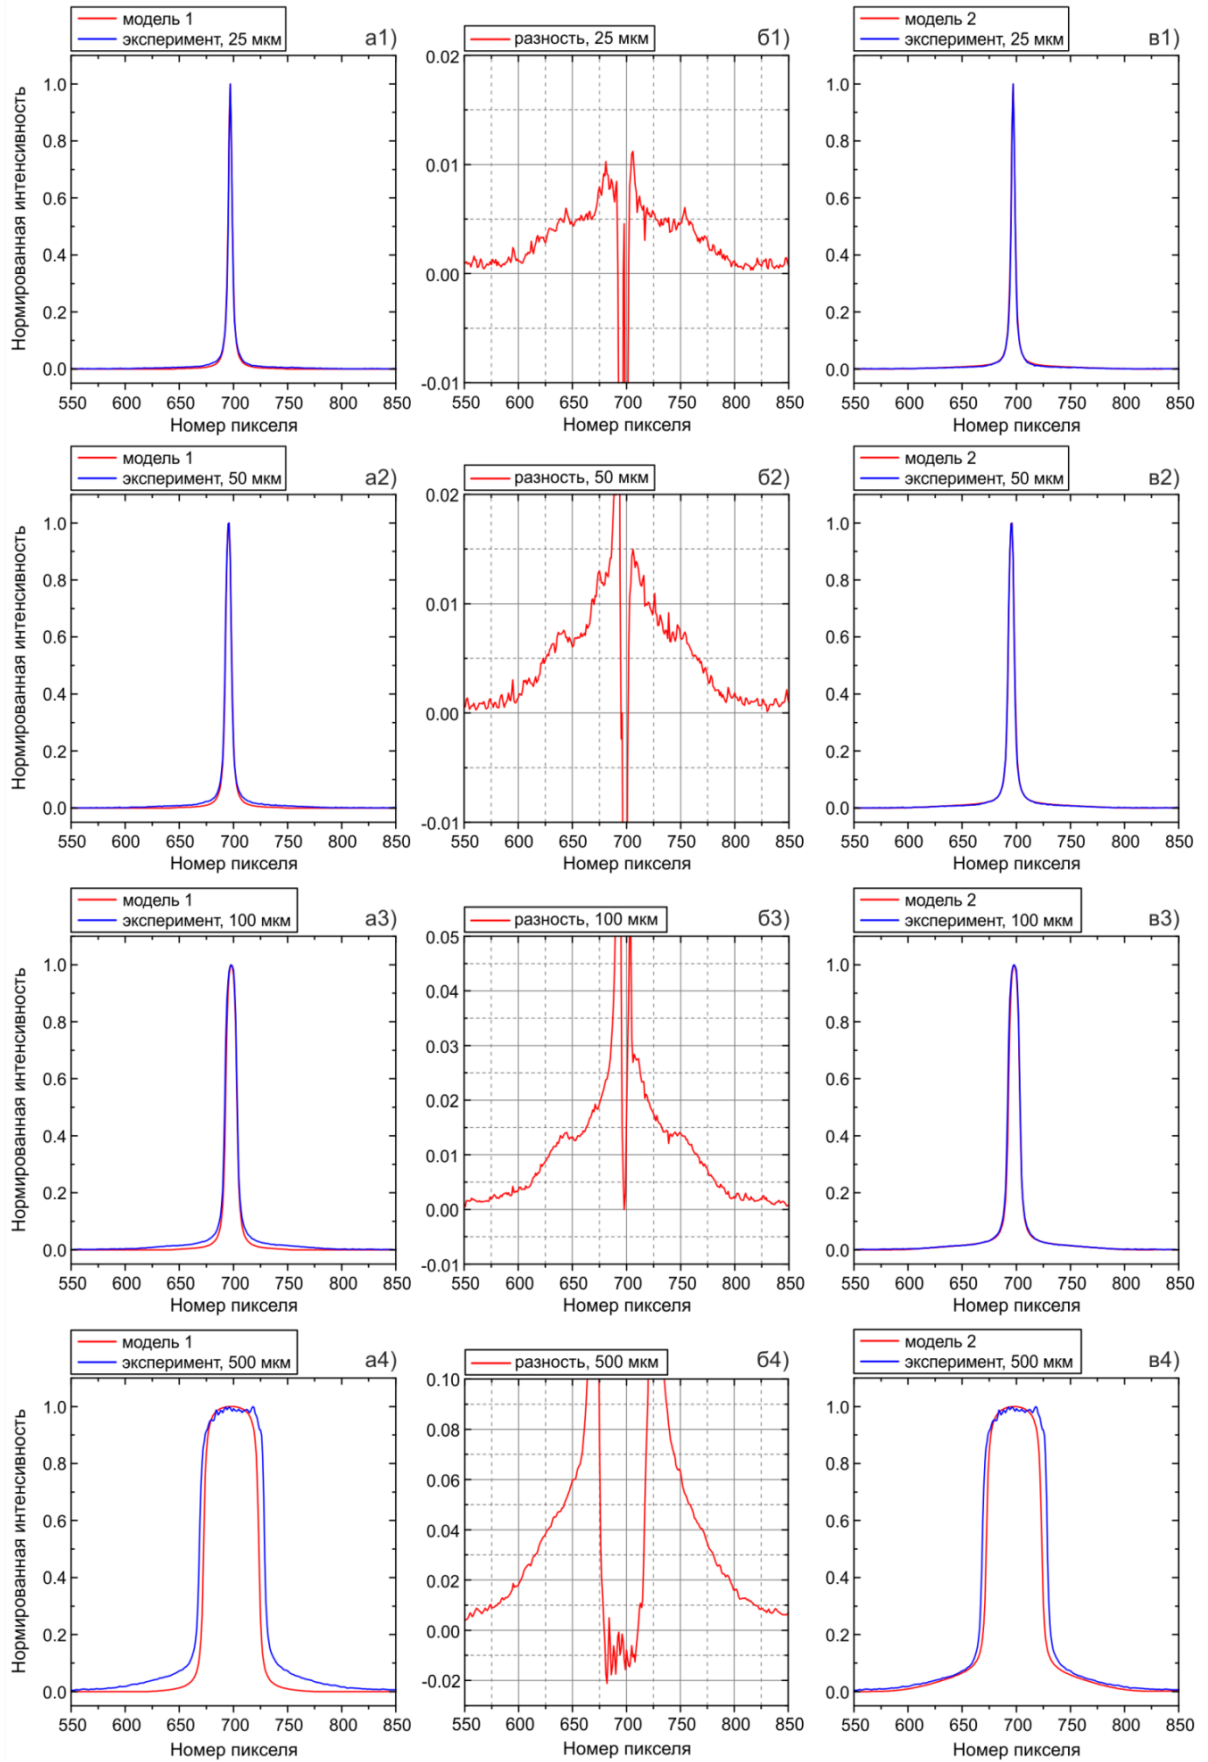 модель 1
эксперимент, 25 мкм
а1)
1.0
0.8
0.6
0.4
0.2
0.0
Нормированная интенсивность
550 600 650 700 750 800 850
Номер пикселя
разность, 25 мкм
б1)
0.02
0.01
0.00
-0.01
550 600 650 700 750 800 850
Номер пикселя
модель 2
эксперимент, 25 мкм
в1)
1.0
0.8
0.6
0.4
0.2
0.0
550 600 650 700 750 800 850
Номер пикселя
модель 1
эксперимент, 50 мкм
а2)
1.0
0.8
0.6
0.4
0.2
0.0
Нормированная интенсивность
550 600 650 700 750 800 850
Номер пикселя
разность, 50 мкм
б2)
0.02
0.01
0.00
-0.01
550 600 650 700 750 800 850
Номер пикселя
модель 2
эксперимент, 50 мкм
в2)
1.0
0.8
0.6
0.4
0.2
0.0
550 600 650 700 750 800 850
Номер пикселя
модель 1
эксперимент, 100 мкм
а3)
1.0
0.8
0.6
0.4
0.2
0.0
Нормированная интенсивность
550 600 650 700 750 800 850
Номер пикселя
разность, 100 мкм
б3)
0.05
0.04
0.03
0.02
0.01
0.00
-0.01
550 600 650 700 750 800 850
Номер пикселя
модель 2
эксперимент, 100 мкм
в3)
1.0
0.8
0.6
0.4
0.2
0.0
550 600 650 700 750 800 850
Номер пикселя
модель 1
эксперимент, 500 мкм
а4)
1.0
0.8
0.6
0.4
0.2
0.0
Нормированная интенсивность
550 600 650 700 750 800 850
Номер пикселя
разность, 500 мкм
б4)
0.10
0.08
0.06
0.04
0.02
0.00
-0.02
550 600 650 700 750 800 850
Номер пикселя
модель 2
эксперимент, 500 мкм
в4)
1.0
0.8
0.6
0.4
0.2
0.0
550 600 650 700 750 800 850
Номер пикселя